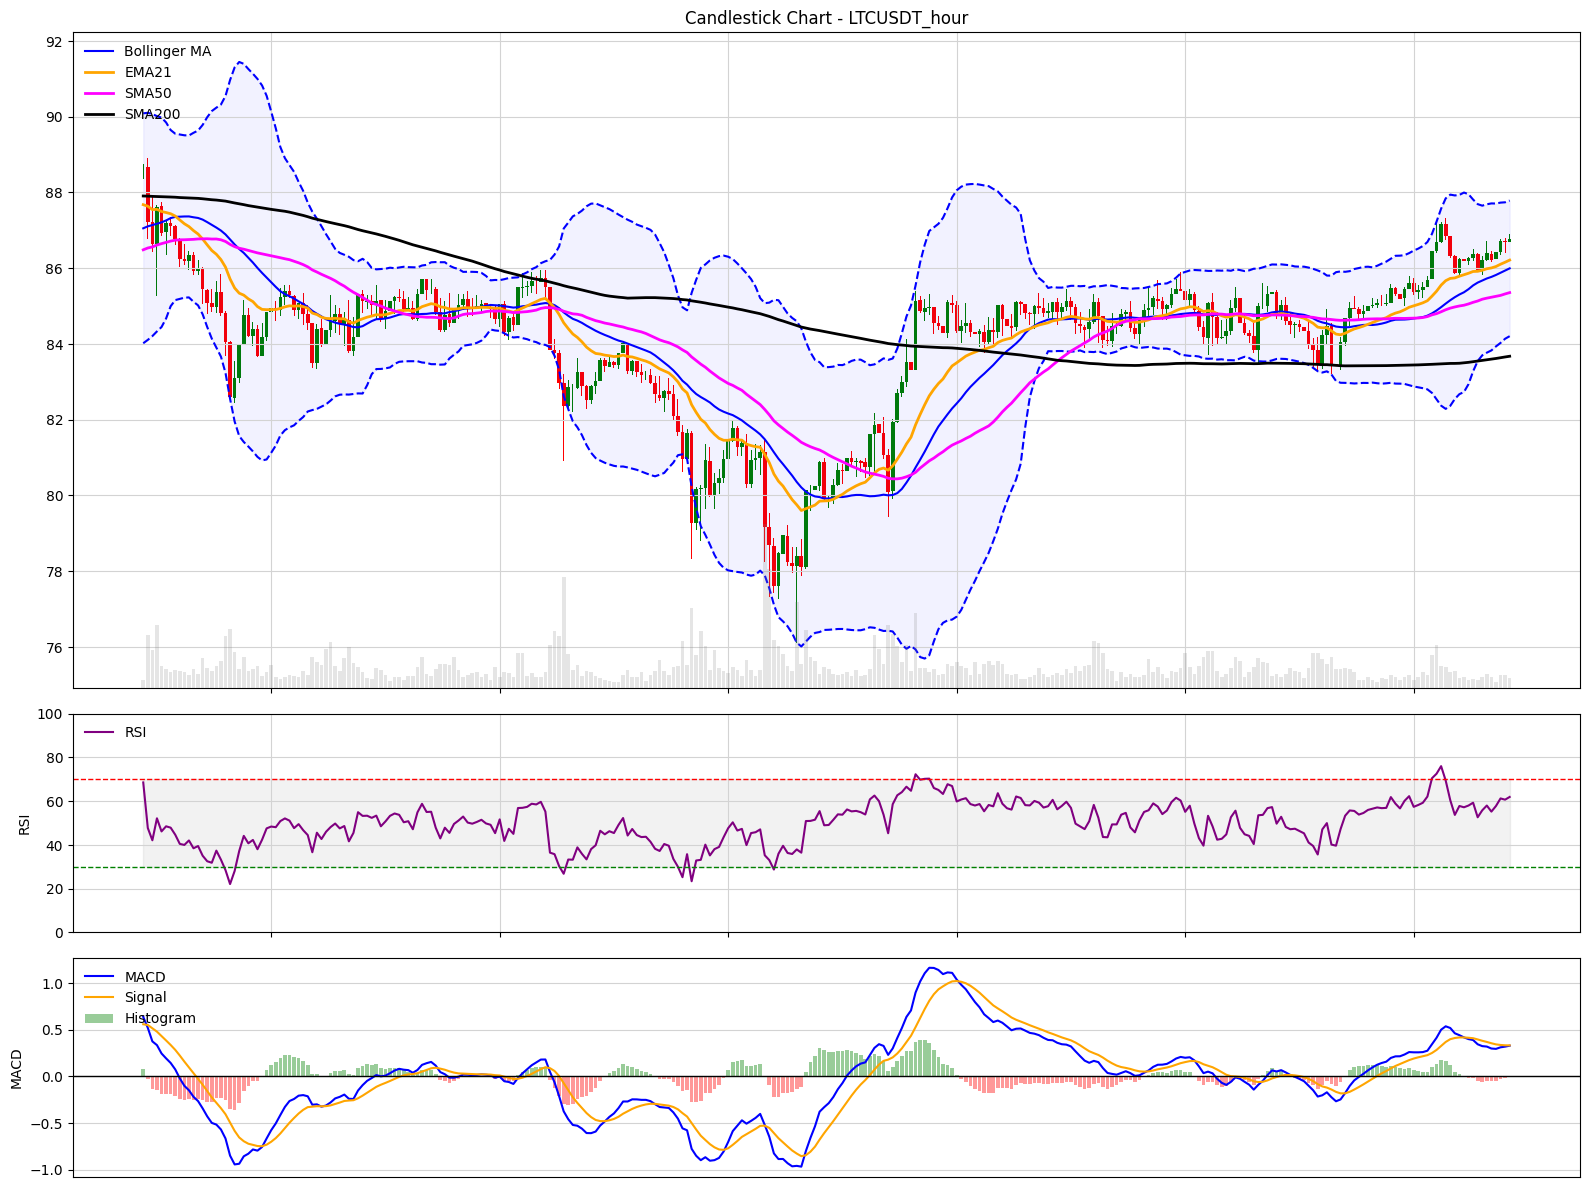 Candlestick Chart - LTCUSDT_hour
92
90
88
86
84
82
80
78
76
Bollinger MA
EMA21
SMA50
SMA200
100
80
60
40
20
0
RSI
RSI
1.0
0.5
0.0
−0.5
−1.0
MACD
MACD
Signal
Histogram